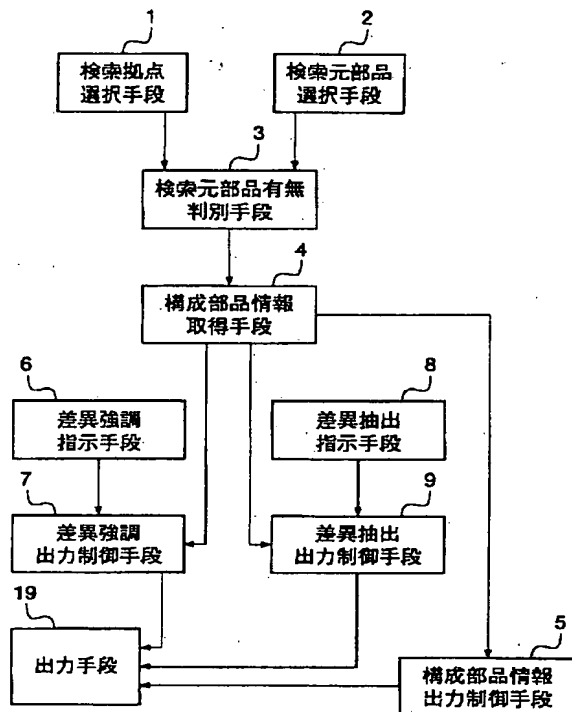 1
2
検索拠点
選択手段
検索元部品
選択手段
3
検索元部品有無
判別手段
4
構成部品情報
取得手段
6
8
差異強調
指示手段
差異抽出
指示手段
7
9
差異強調
出力制御手段
差異抽出
出力制御手段
19
5
出力手段
構成部品情報
出力制御手段